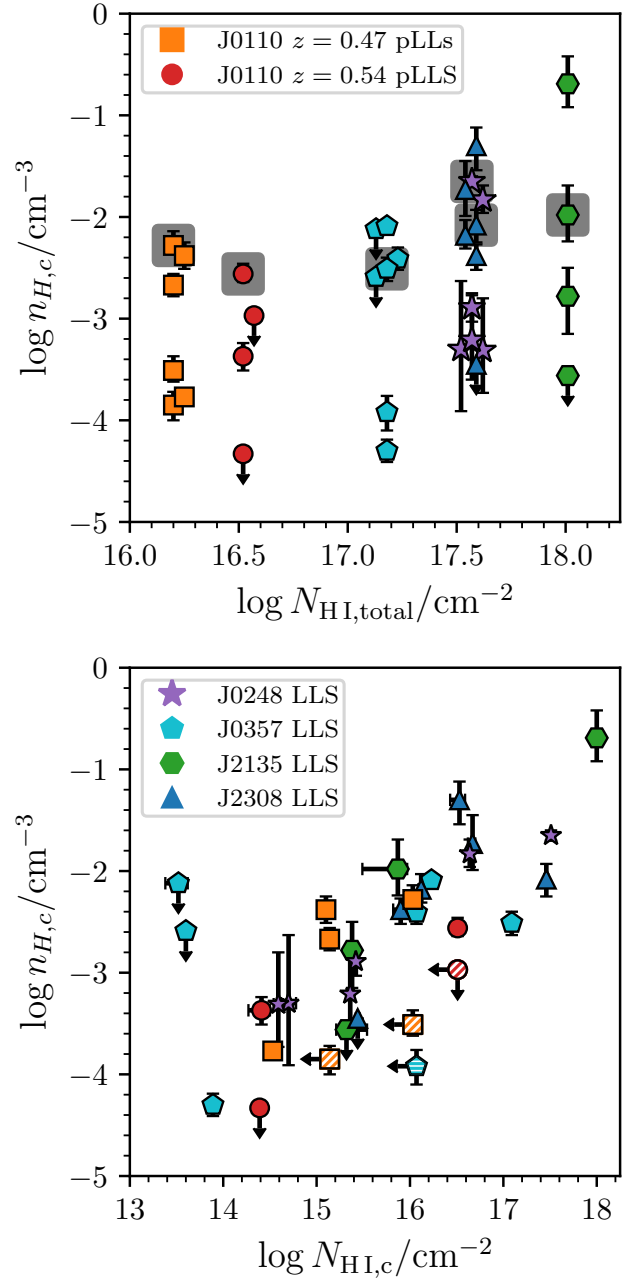 0
−1
−2
−3
−4
−5
log n_{H,c}/cm^{−3}
J0110 z = 0.47 pLLs
J0110 z = 0.54 pLLS
16.0 16.5 17.0 17.5 18.0
log N_{H I,total}/cm^{−2}
0
−1
−2
−3
−4
−5
log n_{H,c}/cm^{−3}
J0248 LLS
J0357 LLS
J2135 LLS
J2308 LLS
13 14 15 16 17 18
log N_{H I,c}/cm^{−2}